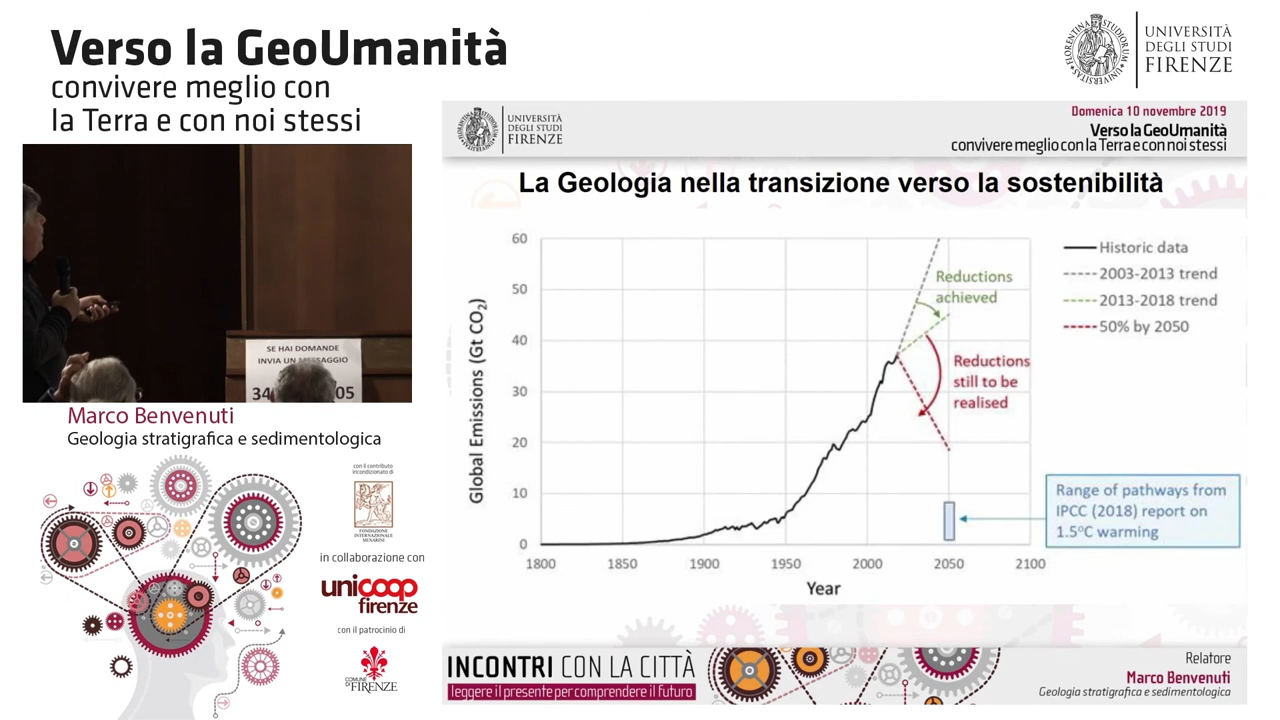 Verso la GeoUmanità
convivere meglio con
la Terra e con noi stessi
UNIVERSITÀ
DEGLI STUDI
FIRENZE
UNIVERSITÀ
DEGLI STUDI
FIRENZE
Domenica 10 novembre 2019
Verso la GeoUmanità
convivere meglio con la Terra e con noi stessi
La Geologia nella transizione verso la sostenibilità
Global Emissions (Gt CO₂)
60
50
40
30
20
10
0
1800
1850
1900
1950
2000
2050
2100
Year
Reductions
achieved
Reductions
still to be
realised
Historic data
2003-2013 trend
2013-2018 trend
50% by 2050
Range of pathways from
IPCC (2018) report on
1.5°C warming
SE HAI DOMANDE
INVIA UN MESSAGGIO
34
05
Marco Benvenuti
Geologia stratigrafica e sedimentologica
con il contributo
incondizionato di
FONDAZIONE
INTERNAZIONALE
MENARINI
in collaborazione con
unicoop
firenze
con il patrocinio di
COMUNE
DI FIRENZE
INCONTRI CON LA CITTÀ
leggere il presente per comprendere il futuro
Relatore
Marco Benvenuti
Geologia stratigrafica e sedimentologica